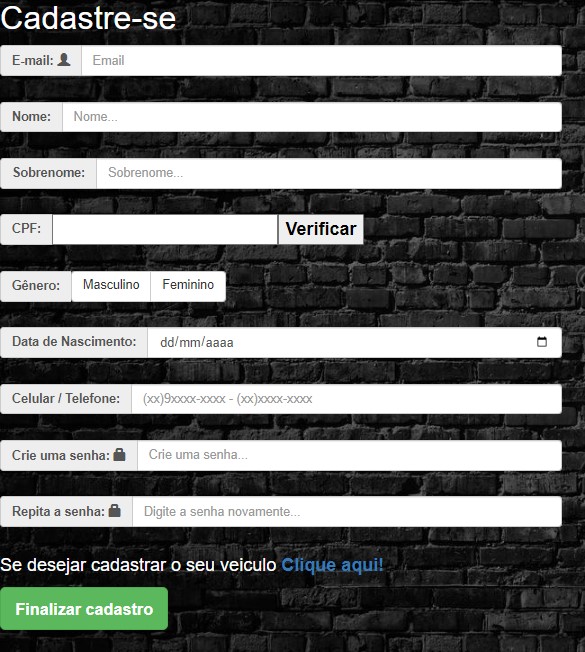 Cadastre-se
E-mail: Email
Nome: Nome...
Sobrenome: Sobrenome...
CPF: Verificar
Gênero: Masculino Feminino
Data de Nascimento: dd/mm/aaaa
Celular / Telefone: (xx)9xxxx-xxxx - (xx)xxxx-xxxx
Crie uma senha: Crie uma senha...
Repita a senha: Digite a senha novamente...
Se desejar cadastrar o seu veiculo Clique aqui!
Finalizar cadastro